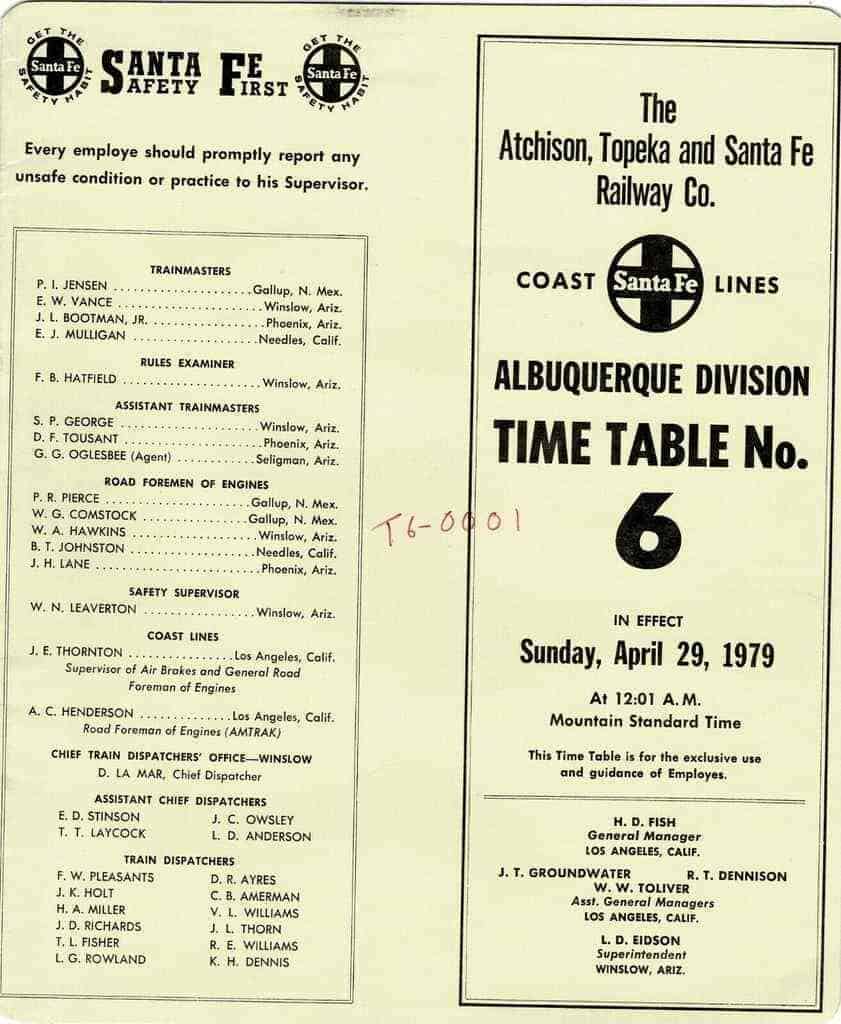 GET THE
Santa Fe
SAFETY HABIT
SANTA FE
SAFETY FIRST
GET THE
Santa Fe
SAFETY HABIT
Every employe should promptly report any
unsafe condition or practice to his Supervisor.
TRAINMASTERS
P. I. JENSEN ....................Gallup, N. Mex.
E. W. VANCE .....................Winslow, Ariz.
J. L. BOOTMAN, JR. .................Phoenix, Ariz.
E. J. MULLIGAN ..................Needles, Calif.
RULES EXAMINER
F. B. HATFIELD ....................Winslow, Ariz.
ASSISTANT TRAINMASTERS
S. P. GEORGE .....................Winslow, Ariz.
D. F. TOUSANT ....................Phoenix, Ariz.
G. G. OGLESBEE (Agent) ...........Seligman, Ariz.
ROAD FOREMEN OF ENGINES
P. R. PIERCE .....................Gallup, N. Mex.
W. G. COMSTOCK ................Gallup, N. Mex.
W. A. HAWKINS ...................Winslow, Ariz.
B. T. JOHNSTON ..................Needles, Calif.
J. H. LANE .......................Phoenix, Ariz.
SAFETY SUPERVISOR
W. N. LEAVERTON ................Winslow, Ariz.
COAST LINES
J. E. THORNTON ................Los Angeles, Calif.
Supervisor of Air Brakes and General Road
Foreman of Engines
A. C. HENDERSON ..............Los Angeles, Calif.
Road Foreman of Engines (AMTRAK)
CHIEF TRAIN DISPATCHERS' OFFICE—WINSLOW
D. LA MAR, Chief Dispatcher
ASSISTANT CHIEF DISPATCHERS
E. D. STINSON J. C. OWSLEY
T. T. LAYCOCK L. D. ANDERSON
TRAIN DISPATCHERS
F. W. PLEASANTS D. R. AYRES
J. K. HOLT C. B. AMERMAN
H. A. MILLER V. L. WILLIAMS
J. D. RICHARDS J. L. THORN
T. L. FISHER R. E. WILLIAMS
L. G. ROWLAND K. H. DENNIS
T6-0001
The
Atchison, Topeka and Santa Fe
Railway Co.
COAST Santa Fe LINES
ALBUQUERQUE DIVISION
TIME TABLE No.
6
IN EFFECT
Sunday, April 29, 1979
At 12:01 A.M.
Mountain Standard Time
This Time Table is for the exclusive use
and guidance of Employes.
H. D. FISH
General Manager
LOS ANGELES, CALIF.
J. T. GROUNDWATER R. T. DENNISON
W. W. TOLIVER
Asst. General Managers
LOS ANGELES, CALIF.
L. D. EIDSON
Superintendent
WINSLOW, ARIZ.